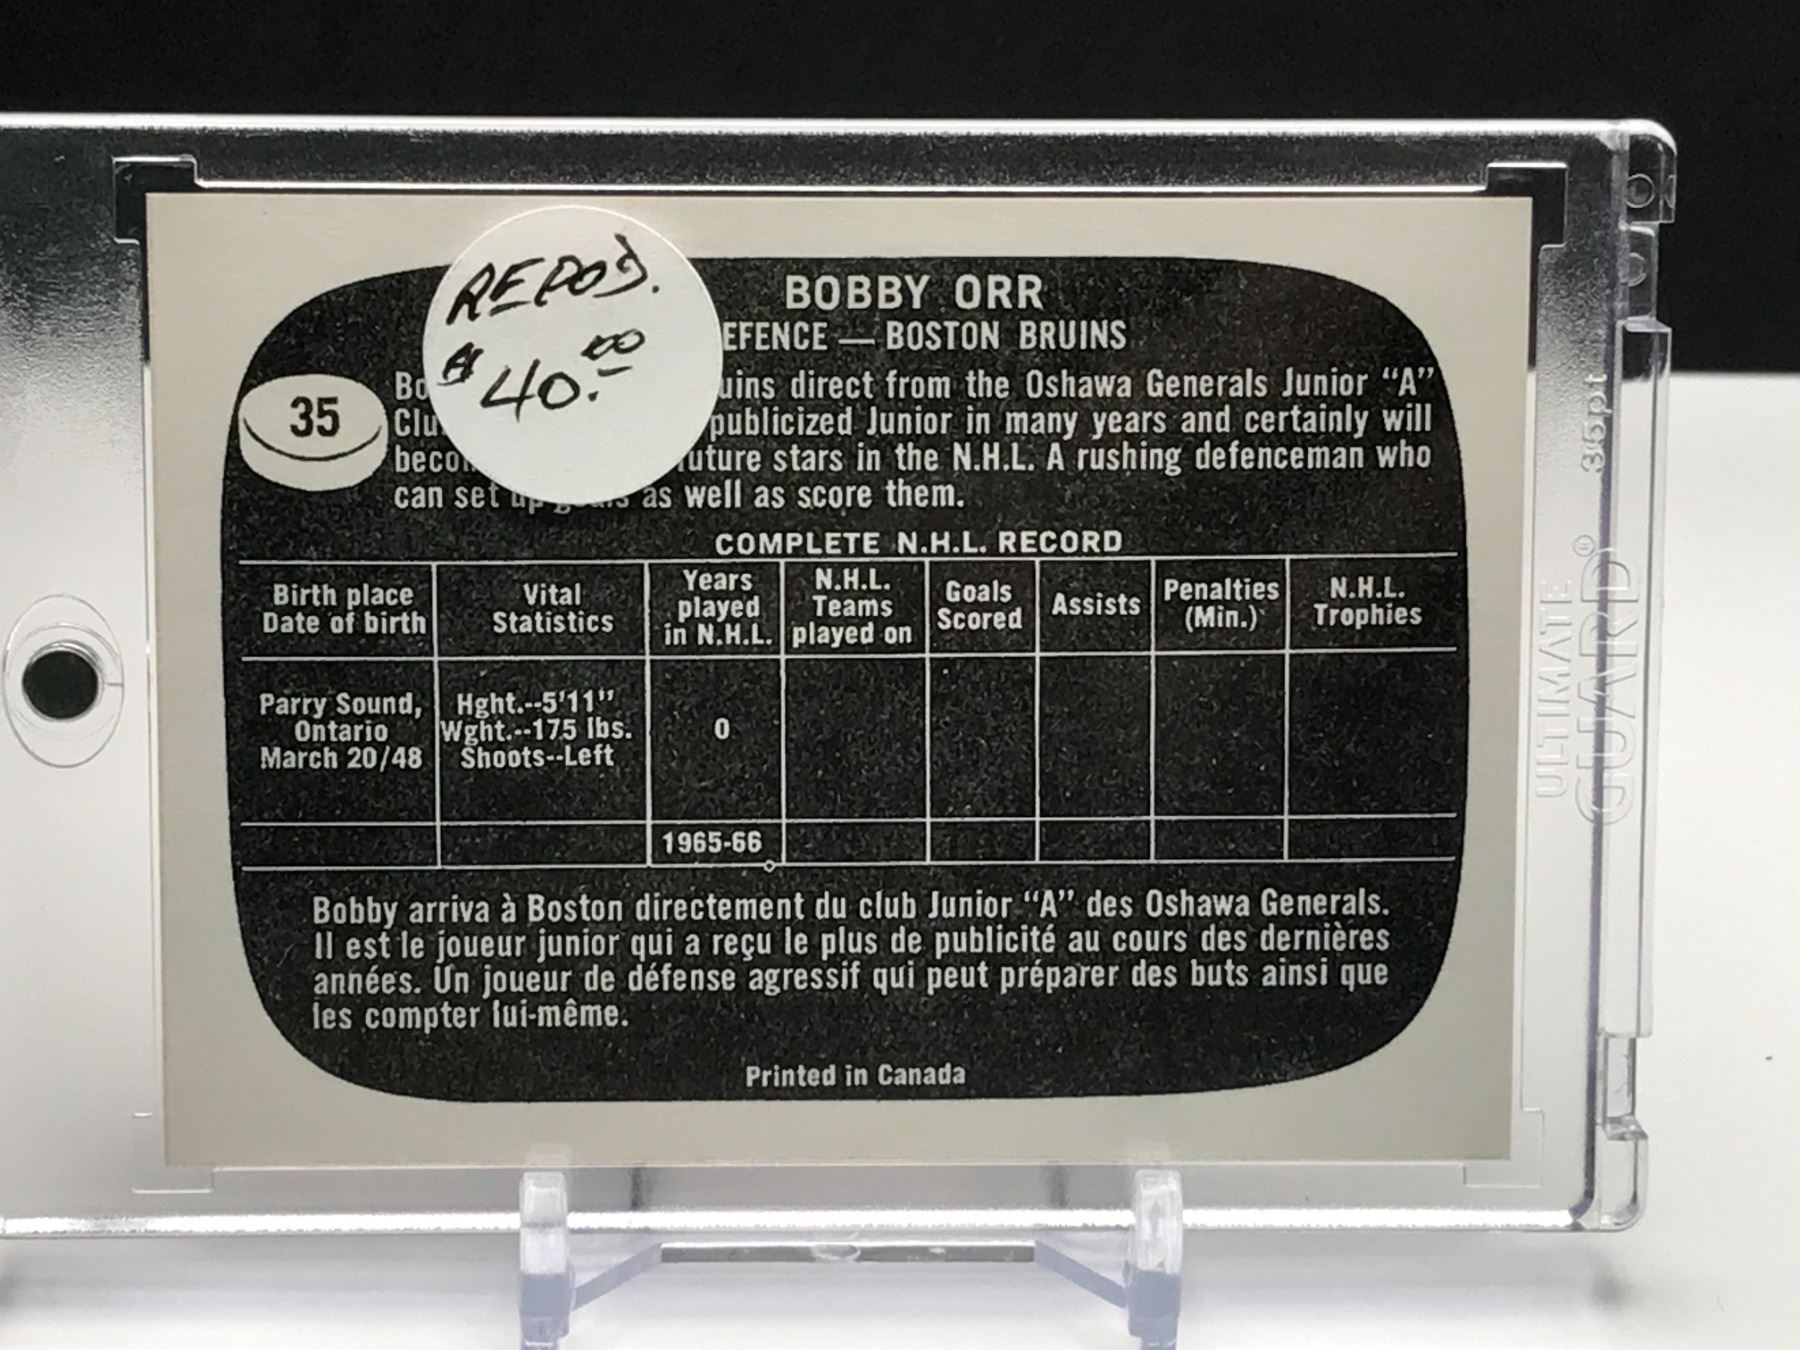 REPOS.
$40.00
BOBBY ORR
EFENCE — BOSTON BRUINS
35
Bo uins direct from the Oshawa Generals Junior “A”
Clu publicized Junior in many years and certainly will
becom uture stars in the N.H.L. A rushing defenceman who
can set up goals as well as score them.
COMPLETE N.H.L. RECORD
Birth place
Date of birth
Vital
Statistics
Years
played
in N.H.L.
N.H.L.
Teams
played on
Goals
Scored
Assists
Penalties
(Min.)
N.H.L.
Trophies
Parry Sound,
Ontario
March 20/48
Hght.--5'11"
Wght.--175 lbs.
Shoots--Left
0
1965-66
Bobby arriva à Boston directement du club Junior “A” des Oshawa Generals.
Il est le joueur junior qui a reçu le plus de publicité au cours des dernières
années. Un joueur de défense agressif qui peut préparer des buts ainsi que
les compter lui-même.
Printed in Canada
35pt
ULTIMATE
GUARD®